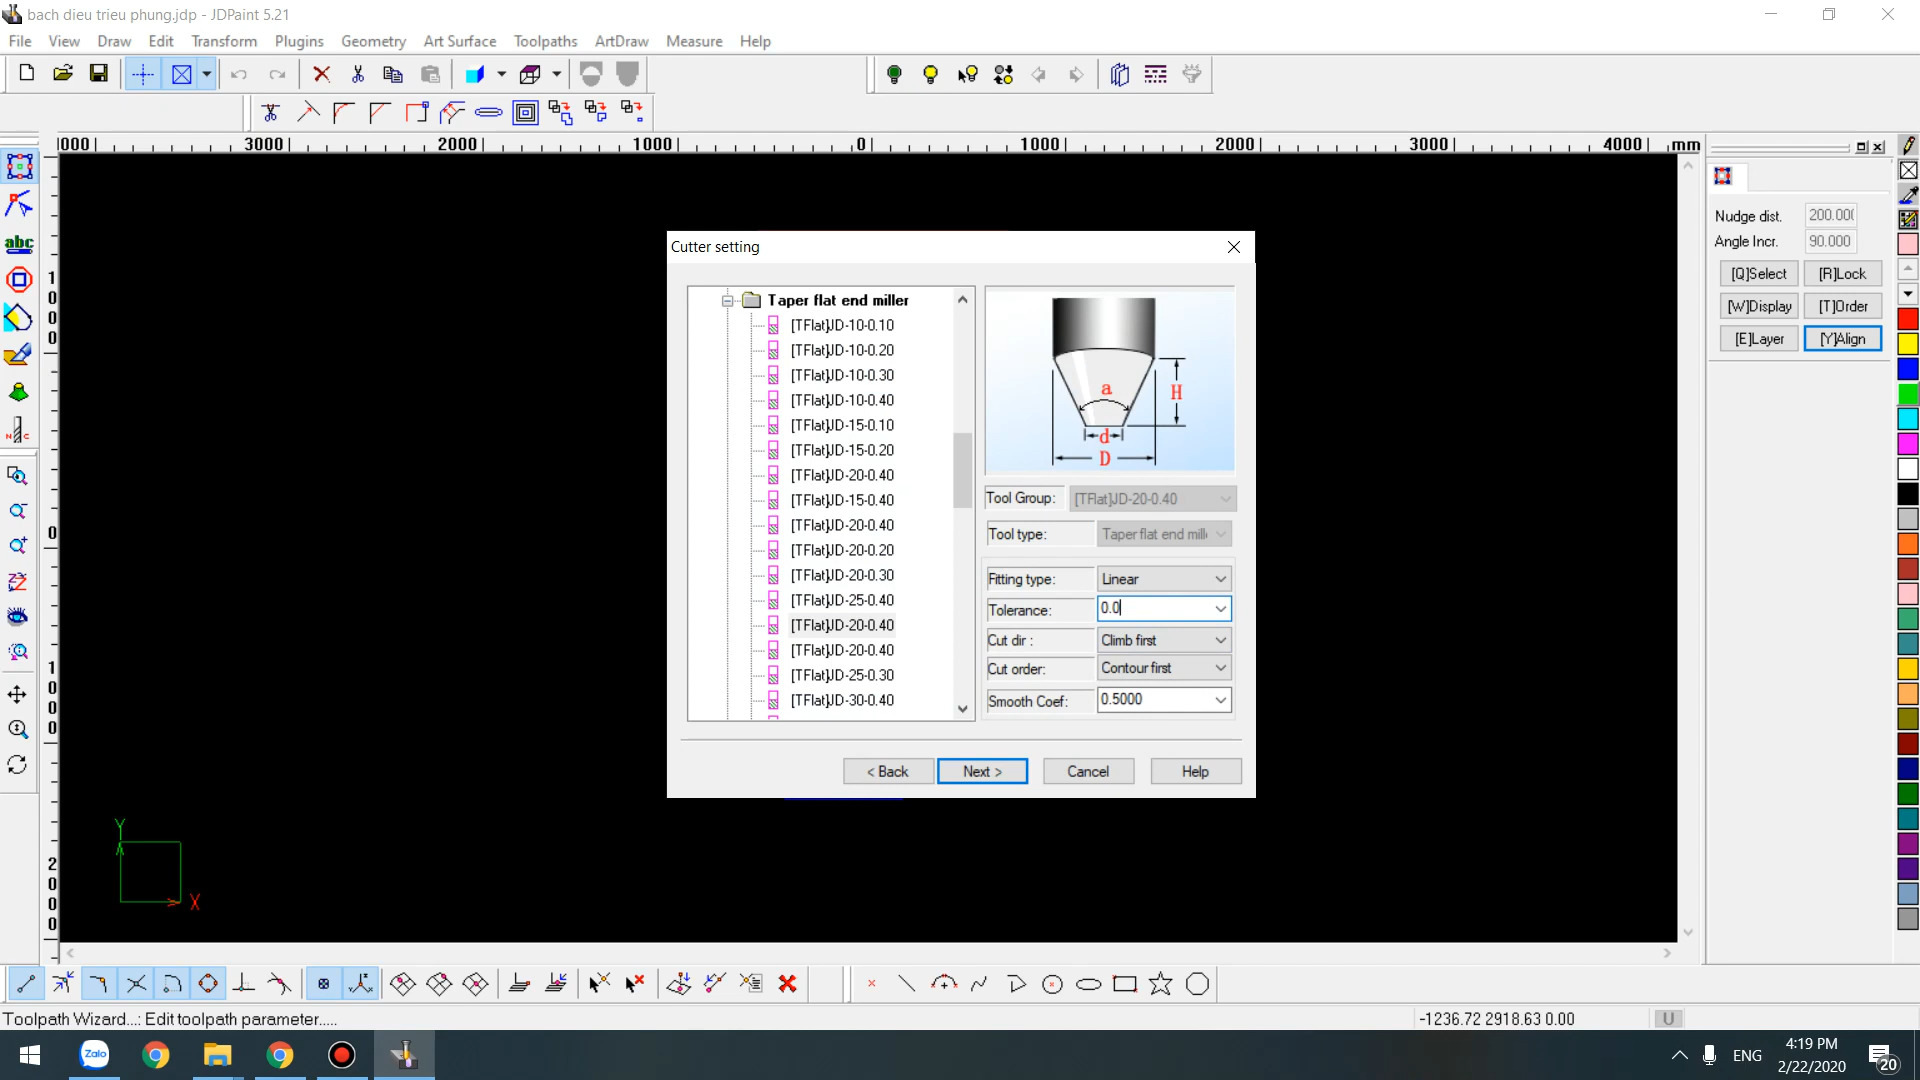 bach dieu trieu phung.jdp - JDPaint 5.21
File View Draw Edit Transform Plugins Geometry Art Surface Toolpaths ArtDraw Measure Help
3000 2000 1000 0 1000 2000 3000 4000 mm
abc
1000
0
1000
2000
Y
X
Nudge dist. 200.00
Angle Incr. 90.000
[Q]Select [R]Lock
[W]Display [T]Order
[E]Layer [Y]Align
Cutter setting
Taper flat end miller
[TFlat]JD-10-0.10
[TFlat]JD-10-0.20
[TFlat]JD-10-0.30
[TFlat]JD-10-0.40
[TFlat]JD-15-0.10
[TFlat]JD-15-0.20
[TFlat]JD-20-0.40
[TFlat]JD-15-0.40
[TFlat]JD-20-0.40
[TFlat]JD-20-0.20
[TFlat]JD-20-0.30
[TFlat]JD-25-0.40
[TFlat]JD-20-0.40
[TFlat]JD-20-0.40
[TFlat]JD-25-0.30
[TFlat]JD-30-0.40
a
H
d
D
Tool Group: [TFlat]JD-20-0.40
Tool type: Taper flat end mill
Fitting type: Linear
Tolerance: 0.0
Cut dir : Climb first
Cut order: Contour first
Smooth Coef: 0.5000
< Back Next > Cancel Help
Toolpath Wizard...: Edit toolpath parameter.....
-1236.72 2918.63 0.00
U
Zalo
ENG
4:19 PM
2/22/2020
20